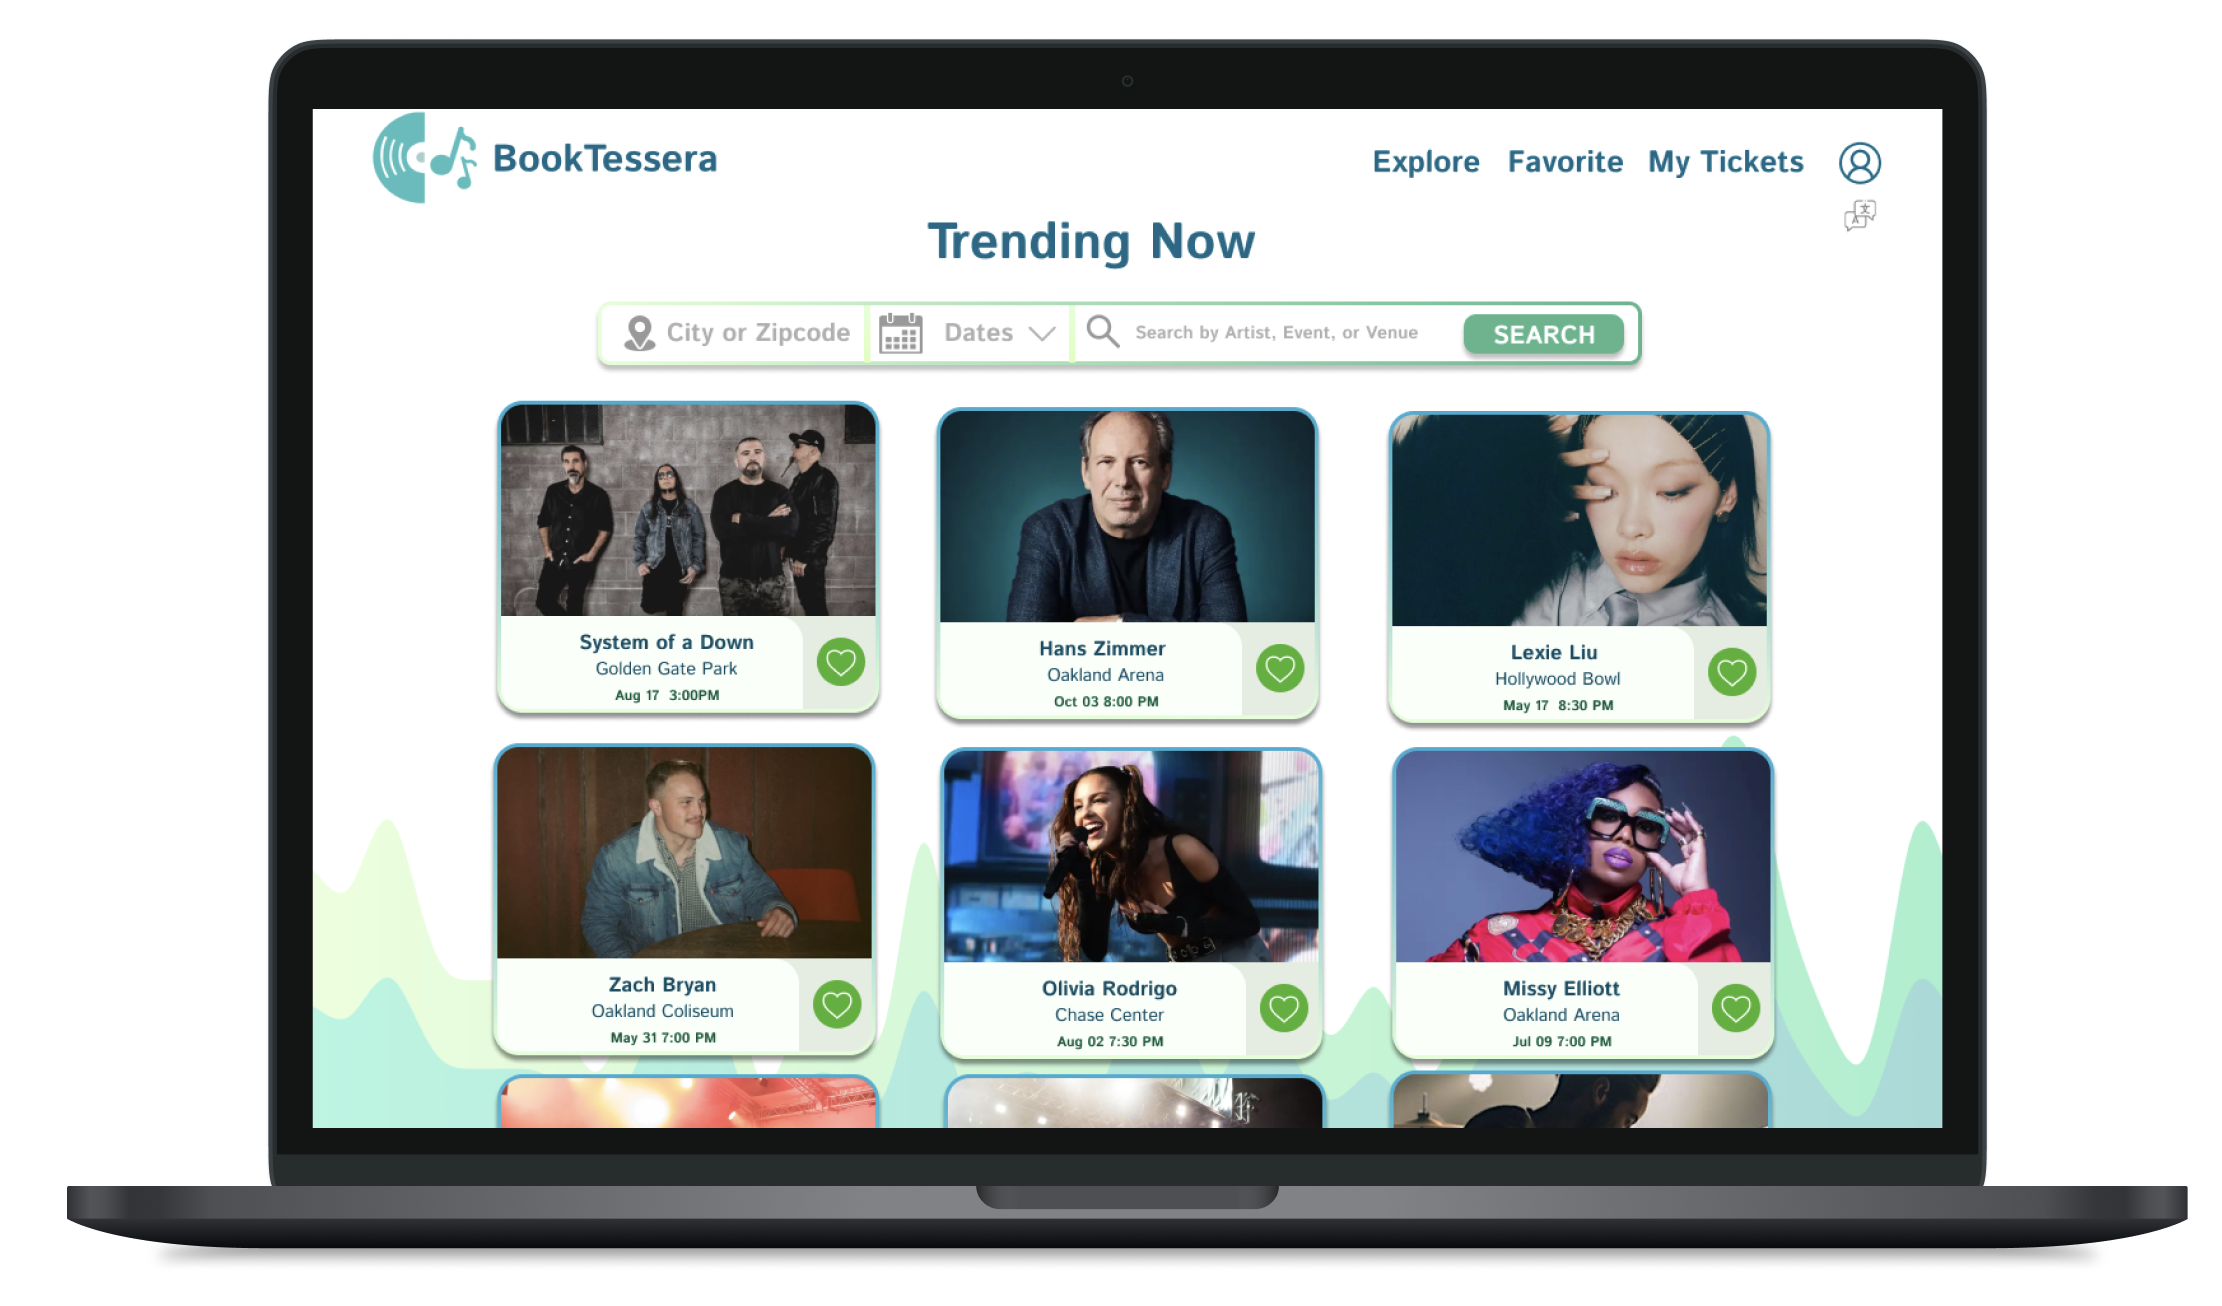 BookTessera
Explore Favorite My Tickets
文
A
Trending Now
City or Zipcode Dates Search by Artist, Event, or Venue SEARCH
System of a Down
Golden Gate Park
Aug 17 3:00PM
Hans Zimmer
Oakland Arena
Oct 03 8:00 PM
Lexie Liu
Hollywood Bowl
May 17 8:30 PM
Zach Bryan
Oakland Coliseum
May 31 7:00 PM
Olivia Rodrigo
Chase Center
Aug 02 7:30 PM
Missy Elliott
Oakland Arena
Jul 09 7:00 PM